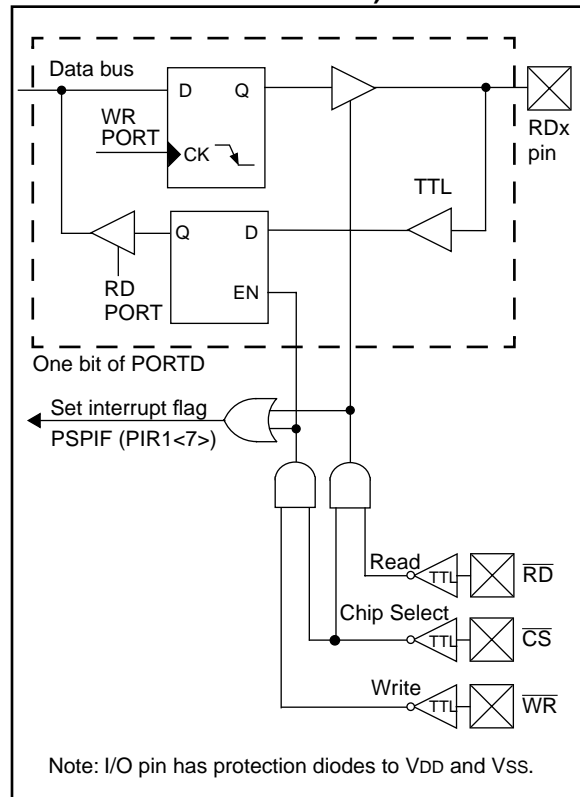 Data bus
D Q
WR
PORT
CK
RDx
pin
TTL
Q D
EN
RD
PORT
One bit of PORTD
Set interrupt flag
PSPIF (PIR1<7>)
Read
TTL
RD
Chip Select
TTL
CS
Write
TTL
WR
Note: I/O pin has protection diodes to VDD and VSS.